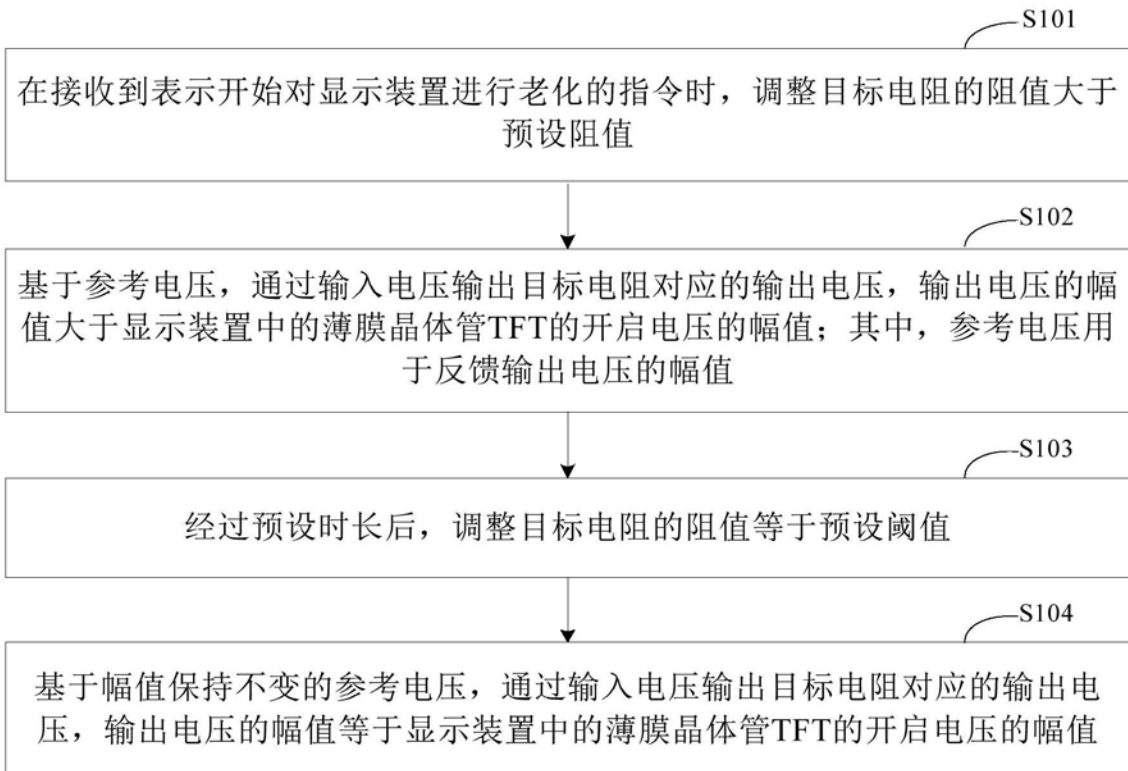 S101
在接收到表示开始对显示装置进行老化的指令时，调整目标电阻的阻值大于
预设阻值
S102
基于参考电压，通过输入电压输出目标电阻对应的输出电压，输出电压的幅
值大于显示装置中的薄膜晶体管TFT的开启电压的幅值；其中，参考电压用
于反馈输出电压的幅值
S103
经过预设时长后，调整目标电阻的阻值等于预设阈值
S104
基于幅值保持不变的参考电压，通过输入电压输出目标电阻对应的输出电
压，输出电压的幅值等于显示装置中的薄膜晶体管TFT的开启电压的幅值